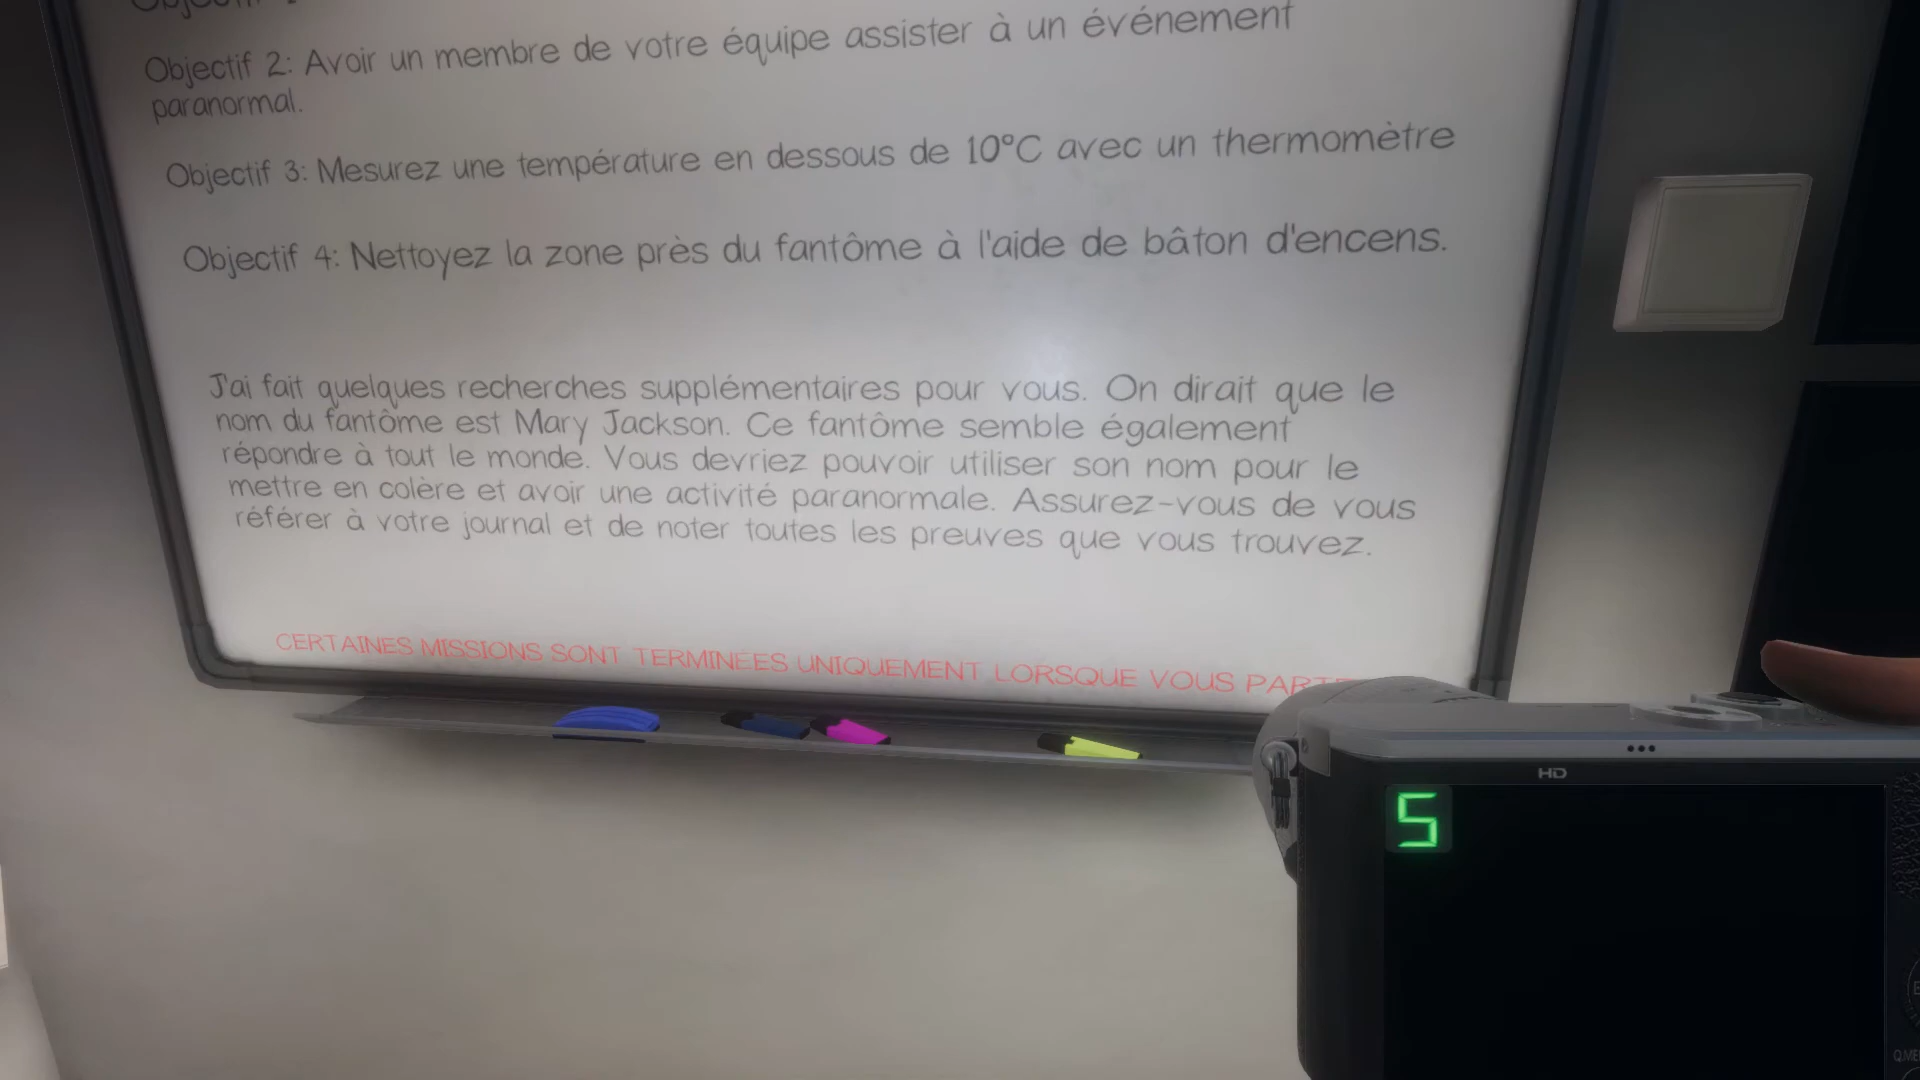 Objectif 2: Avoir un membre de votre équipe assister à un événement
paranormal.
Objectif 3: Mesurez une température en dessous de 10°C avec un thermomètre
Objectif 4: Nettoyez la zone près du fantôme à l'aide de bâton d'encens.
J'ai fait quelques recherches supplémentaires pour vous. On dirait que le
nom du fantôme est Mary Jackson. Ce fantôme semble également
répondre à tout le monde. Vous devriez pouvoir utiliser son nom pour le
mettre en colère et avoir une activité paranormale. Assurez-vous de vous
référer à votre journal et de noter toutes les preuves que vous trouvez.
CERTAINES MISSIONS SONT TERMINÉES UNIQUEMENT LORSQUE VOUS
HD
5